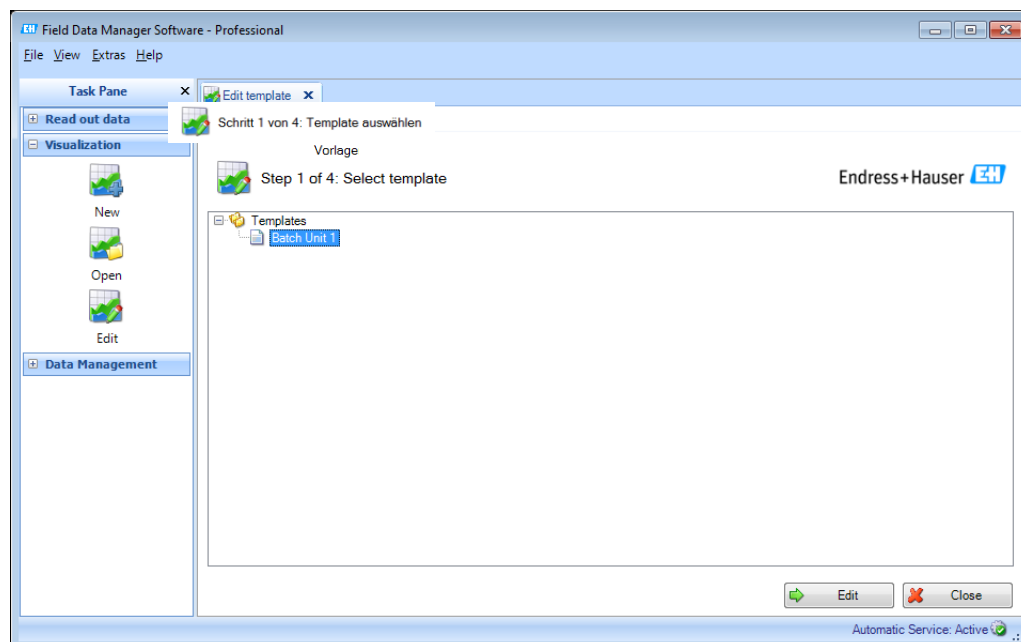 Field Data Manager Software - Professional
File View Extras Help
Task Pane
Edit template
Read out data
Schritt 1 von 4: Template auswählen
Visualization
Vorlage
Step 1 of 4: Select template
Endress+Hauser EH
New
Templates
Batch Unit 1
Open
Edit
Data Management
Edit
Close
Automatic Service: Active